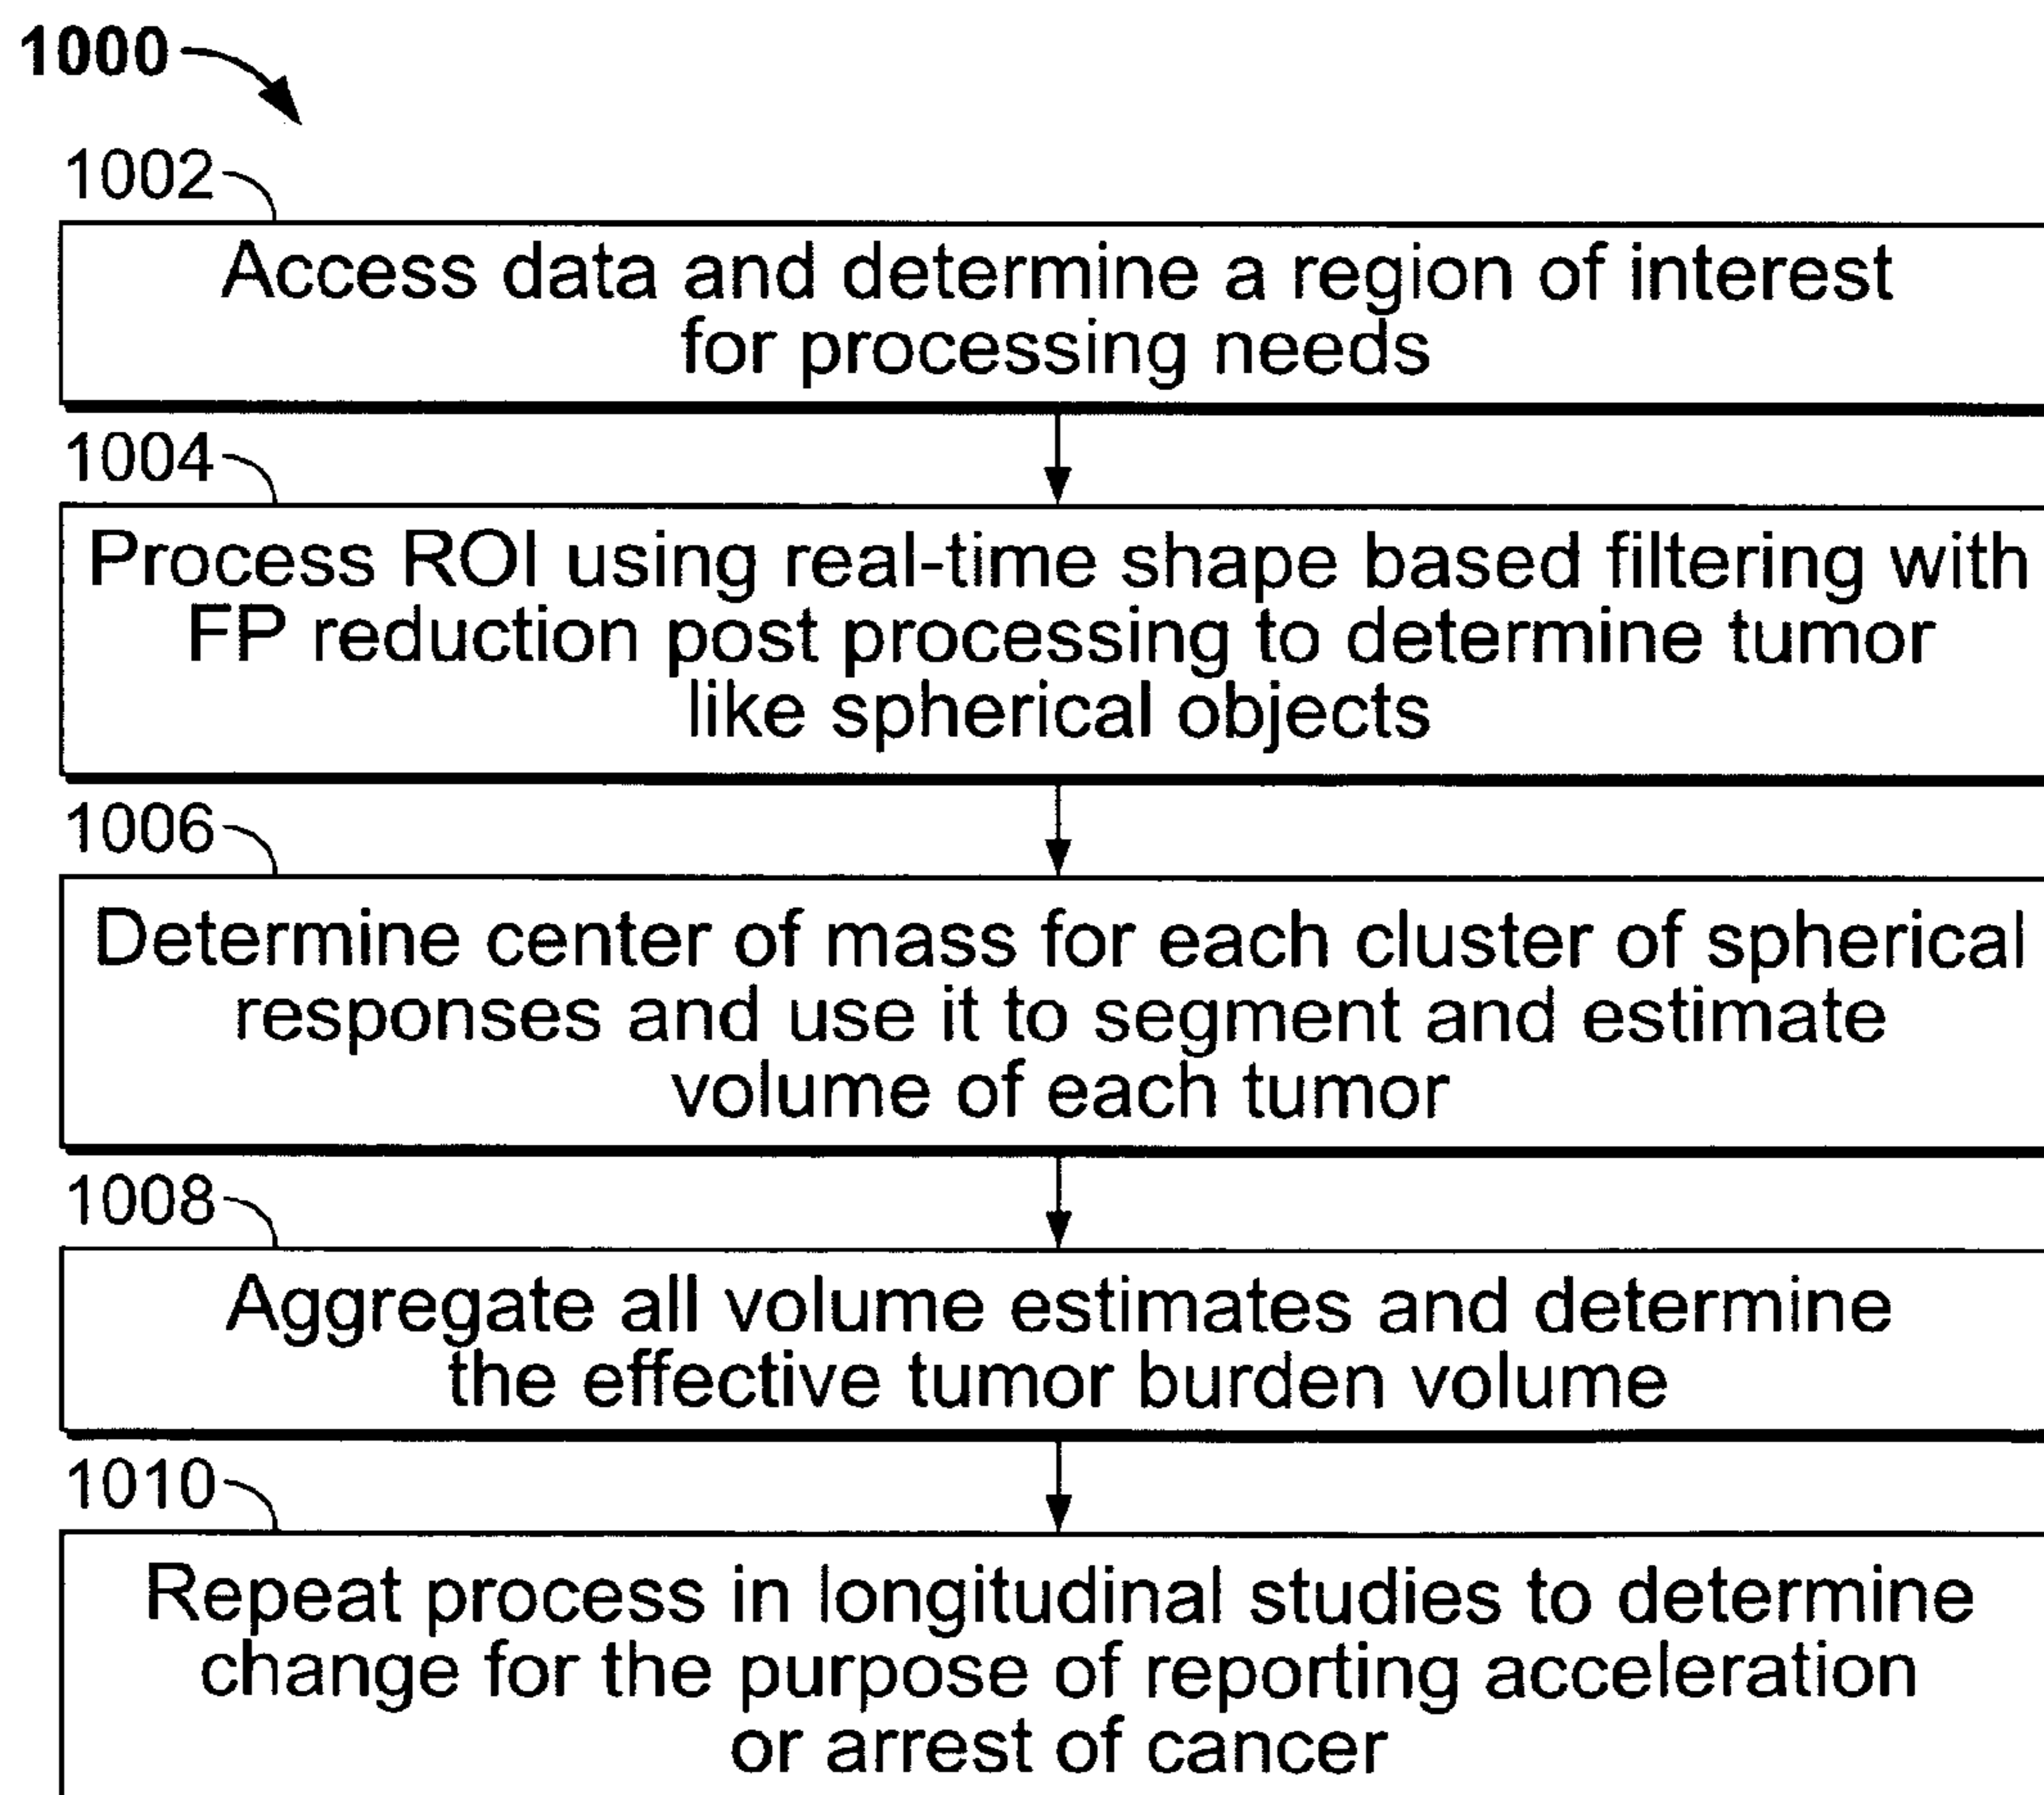 1000
1002
Access data and determine a region of interest
for processing needs
1004
Process ROI using real-time shape based filtering with
FP reduction post processing to determine tumor
like spherical objects
1006
Determine center of mass for each cluster of spherical
responses and use it to segment and estimate
volume of each tumor
1008
Aggregate all volume estimates and determine
the effective tumor burden volume
1010
Repeat process in longitudinal studies to determine
change for the purpose of reporting acceleration
or arrest of cancer